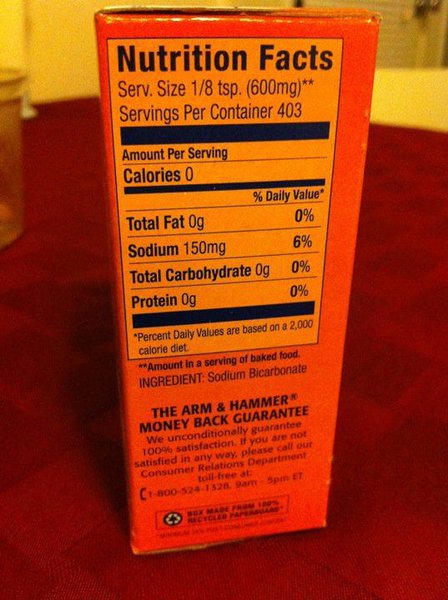 Nutrition Facts
Serv. Size 1/8 tsp. (600mg)**
Servings Per Container 403
Amount Per Serving
Calories 0
% Daily Value*
Total Fat 0g 0%
Sodium 150mg 6%
Total Carbohydrate 0g 0%
Protein 0g 0%
*Percent Daily Values are based on a 2,000
calorie diet.
**Amount in a serving of baked food.
INGREDIENT: Sodium Bicarbonate
THE ARM & HAMMER®
MONEY BACK GUARANTEE
We unconditionally guarantee
100% satisfaction. If you are not
satisfied in any way, please call our
Consumer Relations Department
toll-free at:
1-800-524-1328, 9am - 5pm ET
BOX MADE FROM 100%
RECYCLED PAPERBOARD*